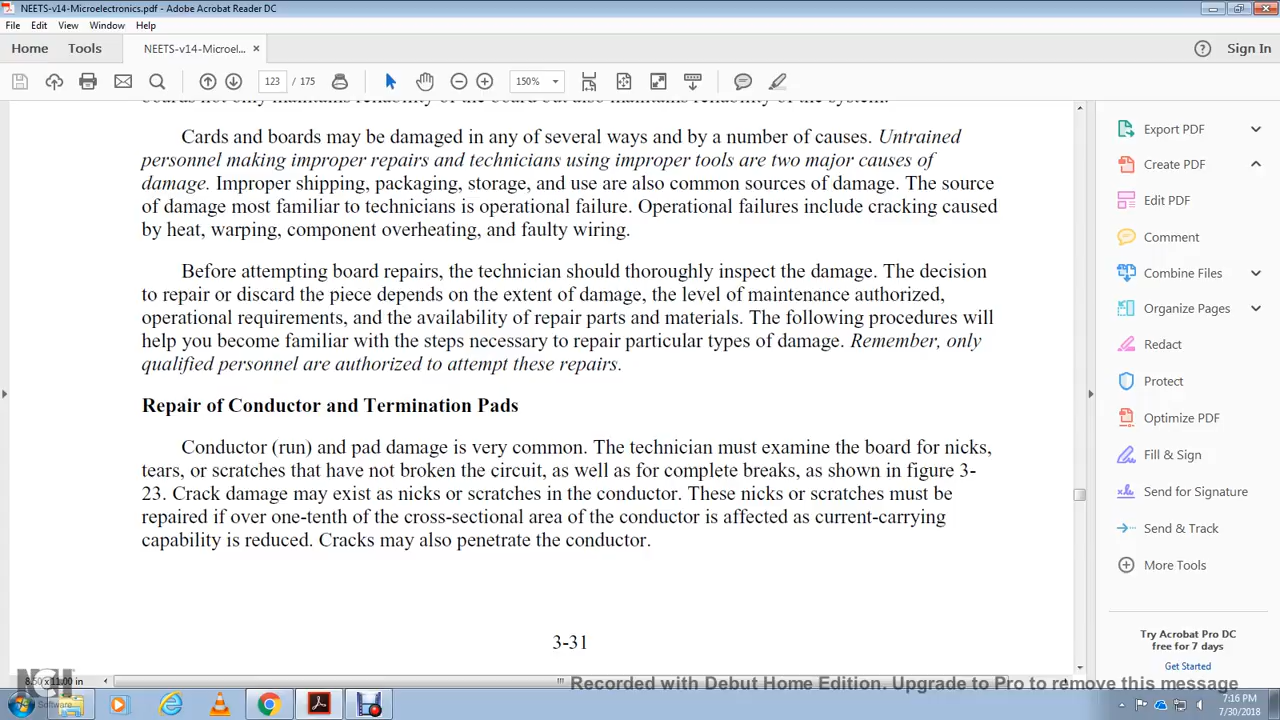 NEETS-v14-Microelectronics.pdf - Adobe Acrobat Reader DC
File Edit View Window Help
Home Tools NEETS-v14-Microel... × Sign In
123 / 175 150%
boards not only maintains reliability of the board but also maintains reliability of the system.
Cards and boards may be damaged in any of several ways and by a number of causes. Untrained
personnel making improper repairs and technicians using improper tools are two major causes of
damage. Improper shipping, packaging, storage, and use are also common sources of damage. The source
of damage most familiar to technicians is operational failure. Operational failures include cracking caused
by heat, warping, component overheating, and faulty wiring.
Before attempting board repairs, the technician should thoroughly inspect the damage. The decision
to repair or discard the piece depends on the extent of damage, the level of maintenance authorized,
operational requirements, and the availability of repair parts and materials. The following procedures will
help you become familiar with the steps necessary to repair particular types of damage. Remember, only
qualified personnel are authorized to attempt these repairs.
Repair of Conductor and Termination Pads
Conductor (run) and pad damage is very common. The technician must examine the board for nicks,
tears, or scratches that have not broken the circuit, as well as for complete breaks, as shown in figure 3-
23. Crack damage may exist as nicks or scratches in the conductor. These nicks or scratches must be
repaired if over one-tenth of the cross-sectional area of the conductor is affected as current-carrying
capability is reduced. Cracks may also penetrate the conductor.
3-31
Export PDF
Create PDF
Edit PDF
Comment
Combine Files
Organize Pages
Redact
Protect
Optimize PDF
Fill & Sign
Send for Signature
Send & Track
More Tools
Try Acrobat Pro DC
free for 7 days
Get Started
8.50 x 11.00 in
NCH Software
Recorded with Debut Home Edition. Upgrade to Pro to remove this message
7:16 PM
7/30/2018